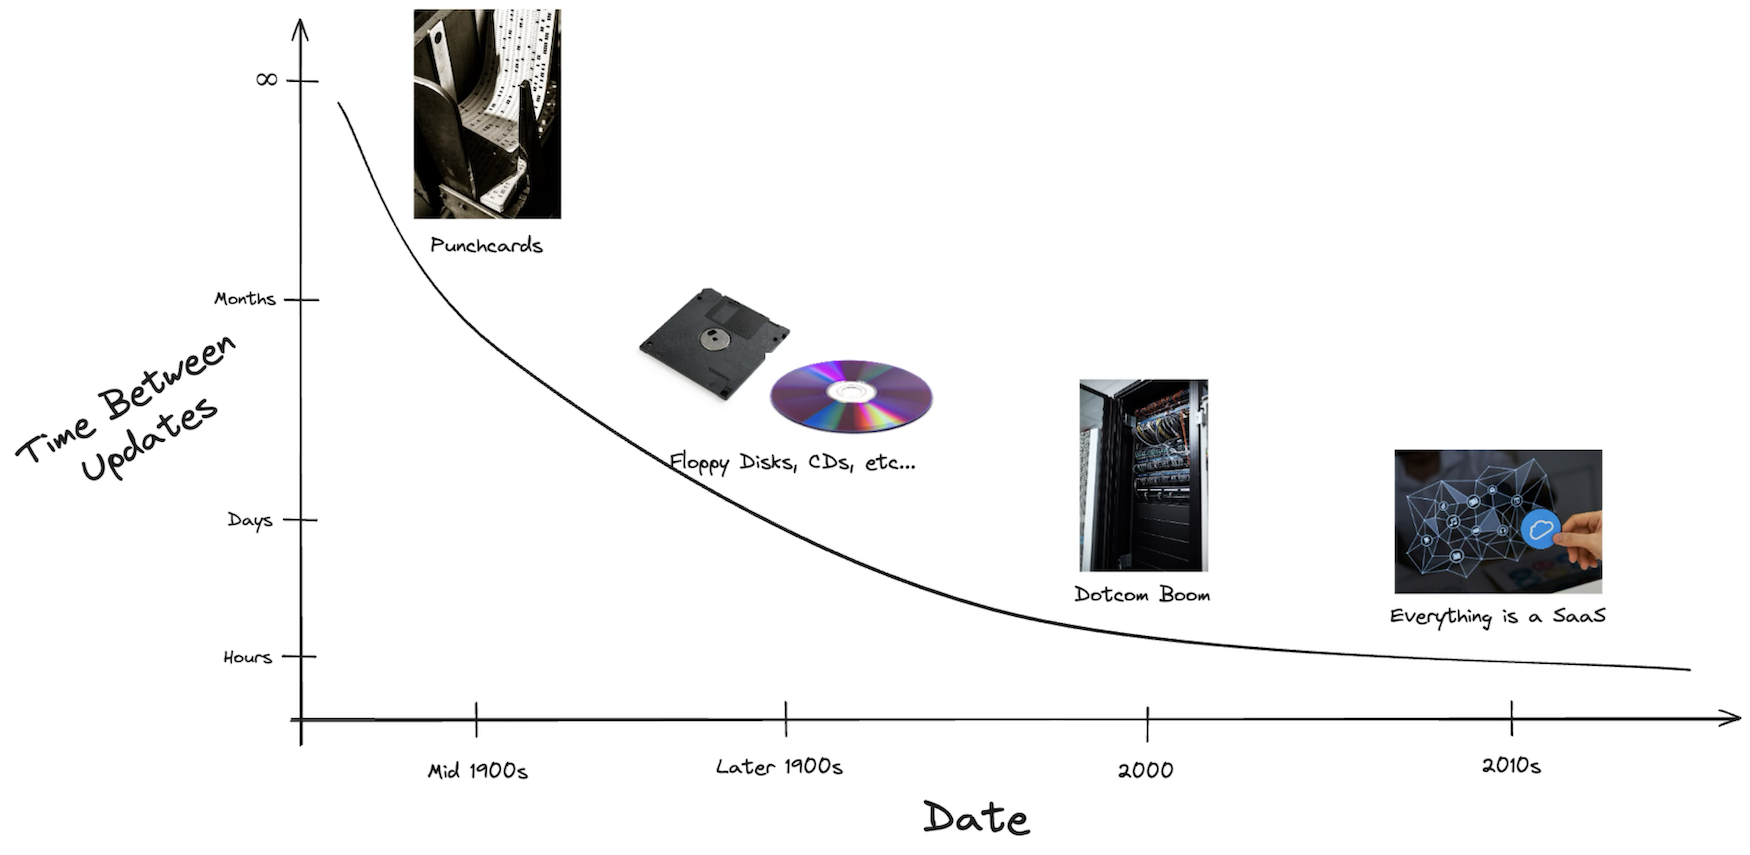 ∞
Punchcards
Months
Time Between
Updates
Floppy Disks, CDs, etc...
Days
Dotcom Boom
Everything is a SaaS
Hours
Mid 1900s
Later 1900s
2000
2010s
Date